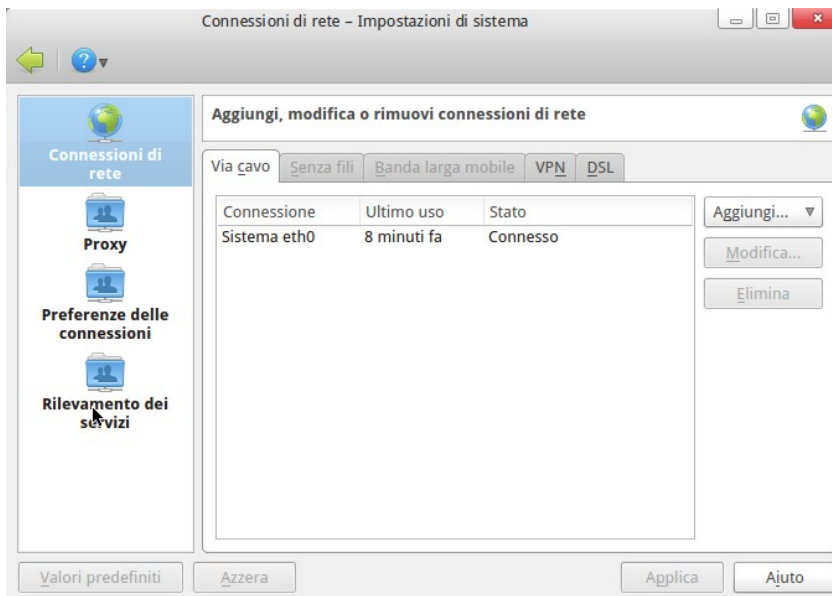 Connessioni di rete – Impostazioni di sistema
Connessioni di
rete
Proxy
Preferenze delle
connessioni
Rilevamento dei
servizi
Aggiungi, modifica o rimuovi connessioni di rete
Via cavo Senza fili Banda larga mobile VPN DSL
Connessione Ultimo uso Stato
Sistema eth0 8 minuti fa Connesso
Aggiungi...
Modifica...
Elimina
Valori predefiniti Azzera Applica Aiuto